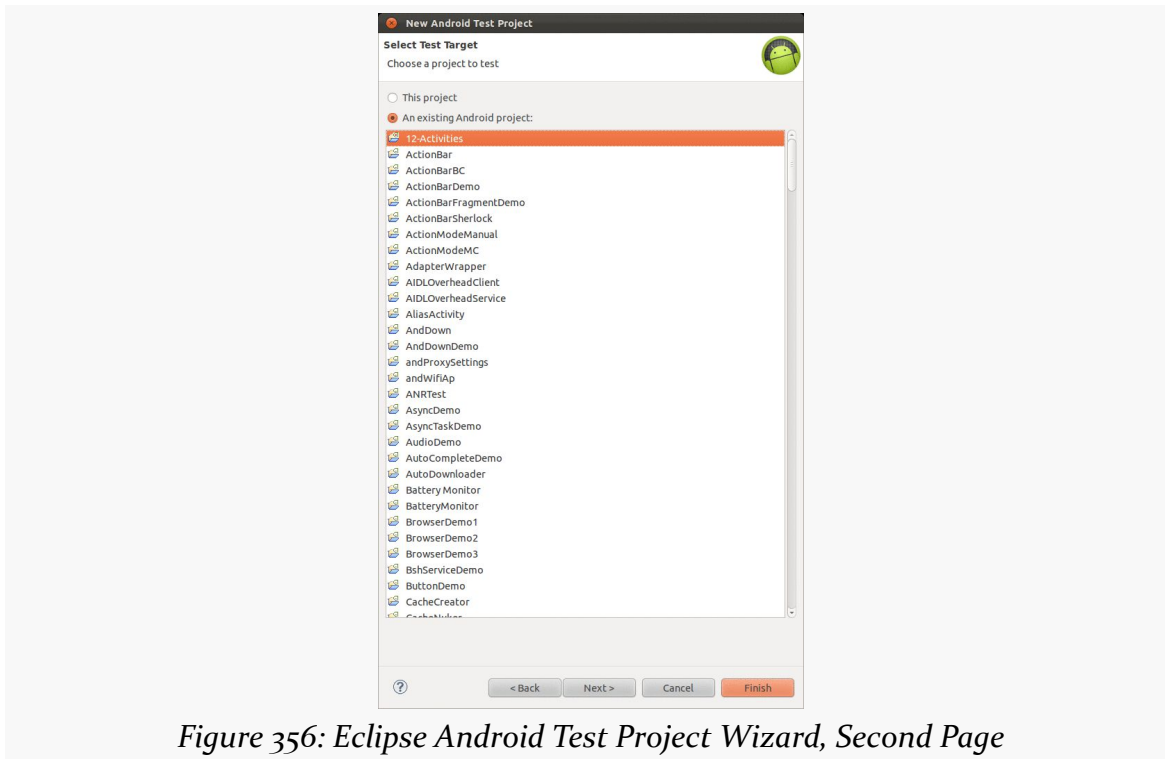 New Android Test Project
Select Test Target
Choose a project to test
This project
An existing Android project:
12-Activities
ActionBar
ActionBarBC
ActionBarDemo
ActionBarFragmentDemo
ActionBarSherlock
ActionModeManual
ActionModeMC
AdapterWrapper
AIDLOverheadClient
AIDLOverheadService
AliasActivity
AndDown
AndDownDemo
andProxySettings
andWifiAp
ANRTest
AsyncDemo
AsyncTaskDemo
AudioDemo
AutoCompleteDemo
AutoDownloader
Battery Monitor
BatteryMonitor
BrowserDemo1
BrowserDemo2
BrowserDemo3
BshServiceDemo
ButtonDemo
CacheCreator
? < Back Next > Cancel Finish
Figure 356: Eclipse Android Test Project Wizard, Second Page